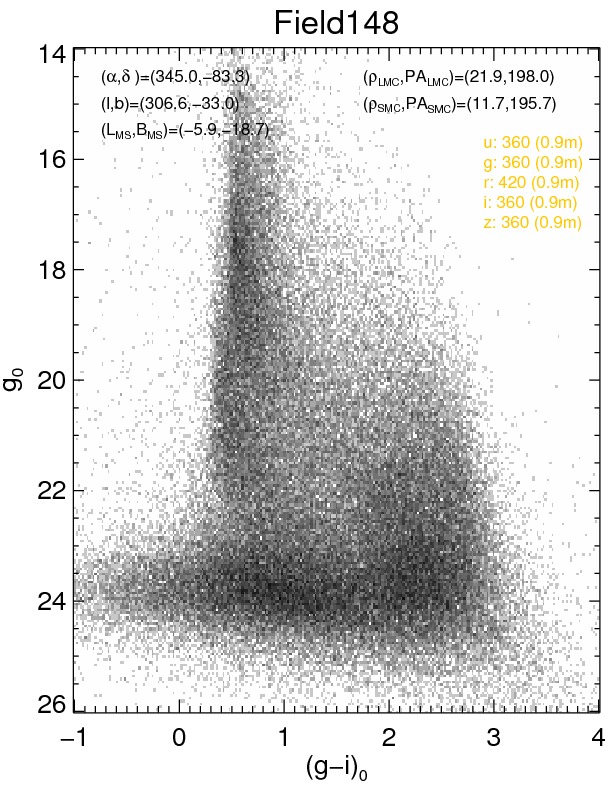 Field148
(α,δ)=(345.0,−83.3)
(l,b)=(306.6,−33.0)
(LMS,BMS)=(−5.9,−18.7)
(ρLMC,PALMC)=(21.9,198.0)
(ρSMC,PASMC)=(11.7,195.7)
u: 360 (0.9m)
g: 360 (0.9m)
r: 420 (0.9m)
i: 360 (0.9m)
z: 360 (0.9m)
14
16
18
20
22
24
26
g0
−1 0 1 2 3 4
(g−i)0